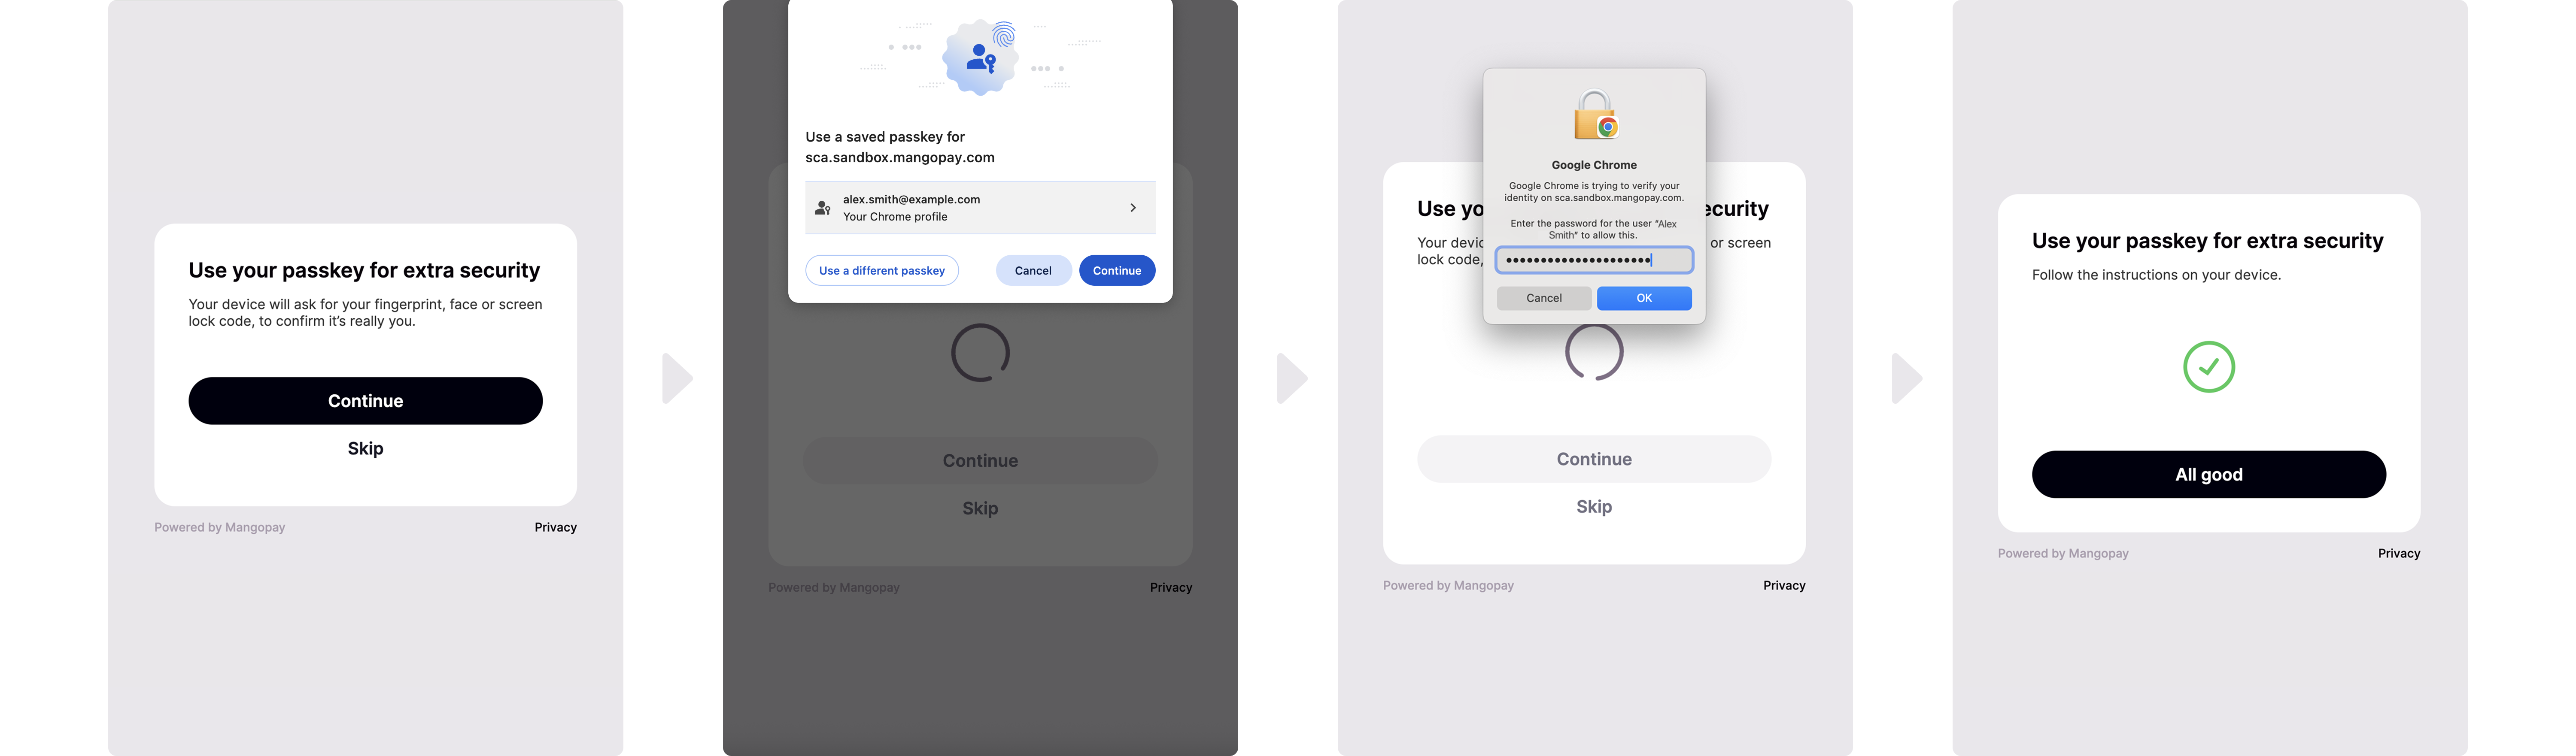 Use your passkey for extra security
Your device will ask for your fingerprint, face or screen
lock code, to confirm it's really you.
Continue
Skip
Powered by Mangopay
Privacy
Use a saved passkey for
sca.sandbox.mangopay.com
alex.smith@example.com
Your Chrome profile
Use a different passkey
Cancel
Continue
Continue
Skip
Powered by Mangopay
Privacy
Google Chrome
Google Chrome is trying to verify your
identity on sca.sandbox.mangopay.com.
Enter the password for the user "Alex
Smith" to allow this.
Cancel
OK
Use yo
ecurity
Your devic
or screen
lock code,
Continue
Skip
Powered by Mangopay
Privacy
Use your passkey for extra security
Follow the instructions on your device.
All good
Powered by Mangopay
Privacy